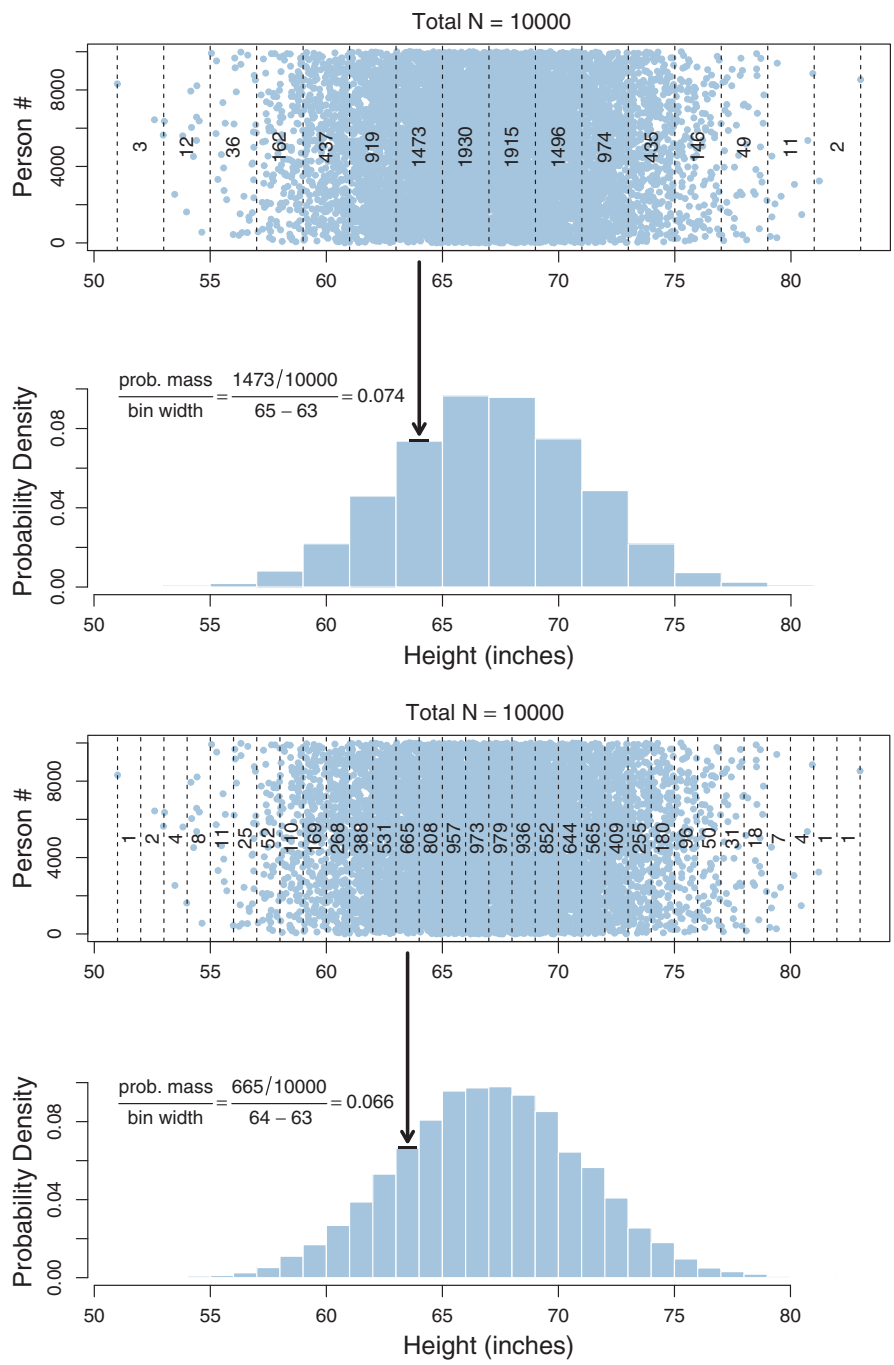 Total N = 10000
Person #
8000
4000
0
3 12 36 162 437 919 1473 1930 1915 1496 974 435 146 49 11 2
50 55 60 65 70 75 80
prob. mass / bin width = 1473/10000 / 65 – 63 = 0.074
Probability Density
0.08
0.04
0.00
50 55 60 65 70 75 80
Height (inches)
Total N = 10000
Person #
8000
4000
0
1 2 4 8 11 25 52 110 169 268 388 531 665 808 957 973 979 936 852 644 565 409 255 180 96 50 31 18 7 4 1 1
50 55 60 65 70 75 80
prob. mass / bin width = 665/10000 / 64 – 63 = 0.066
Probability Density
0.08
0.04
0.00
50 55 60 65 70 75 80
Height (inches)